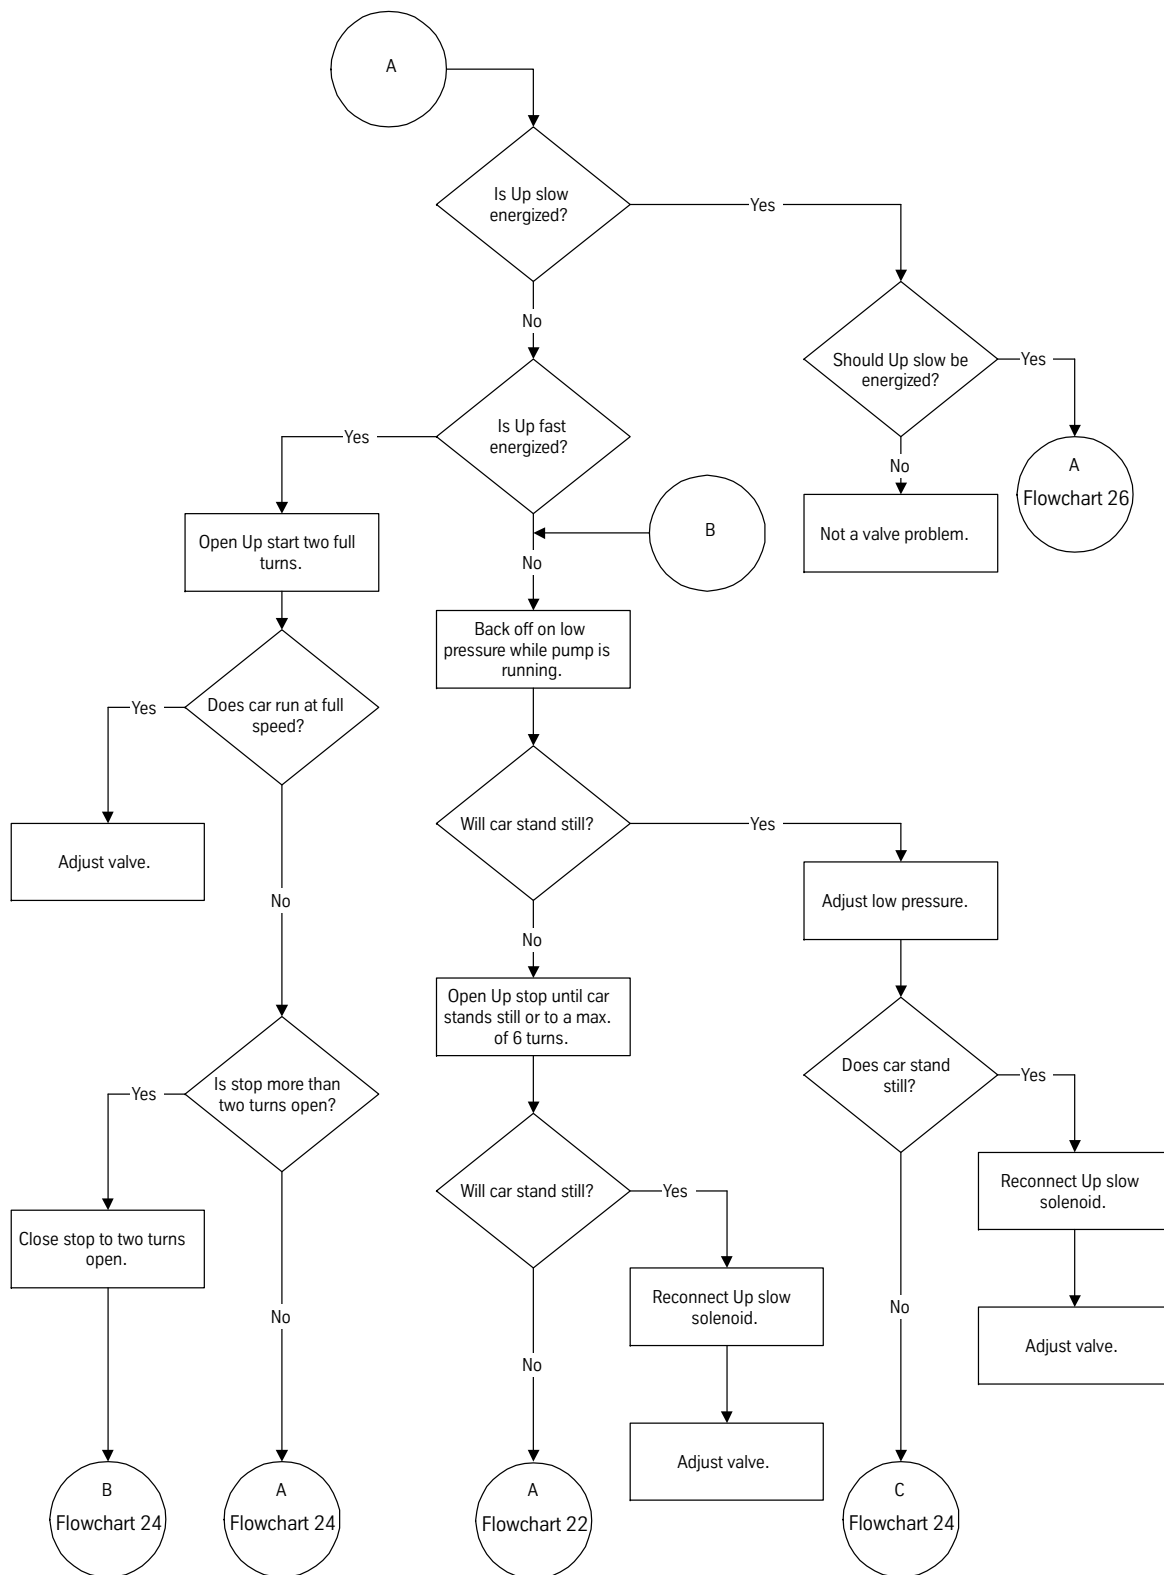 A
Is Up slow
energized?
Yes
No
Should Up slow be
energized?
Yes
No
A
Flowchart 26
Not a valve problem.
Is Up fast
energized?
Yes
B
No
Open Up start two full
turns.
Back off on low
pressure while pump is
running.
Does car run at full
speed?
Yes
Adjust valve.
No
Will car stand still?
Yes
No
Adjust low pressure.
Open Up stop until car
stands still or to a max.
of 6 turns.
Is stop more than
two turns open?
Yes
Does car stand
still?
Yes
Close stop to two turns
open.
No
Will car stand still?
Yes
No
Reconnect Up slow
solenoid.
Adjust valve.
Reconnect Up slow
solenoid.
No
Adjust valve.
B
Flowchart 24
A
Flowchart 24
A
Flowchart 22
C
Flowchart 24